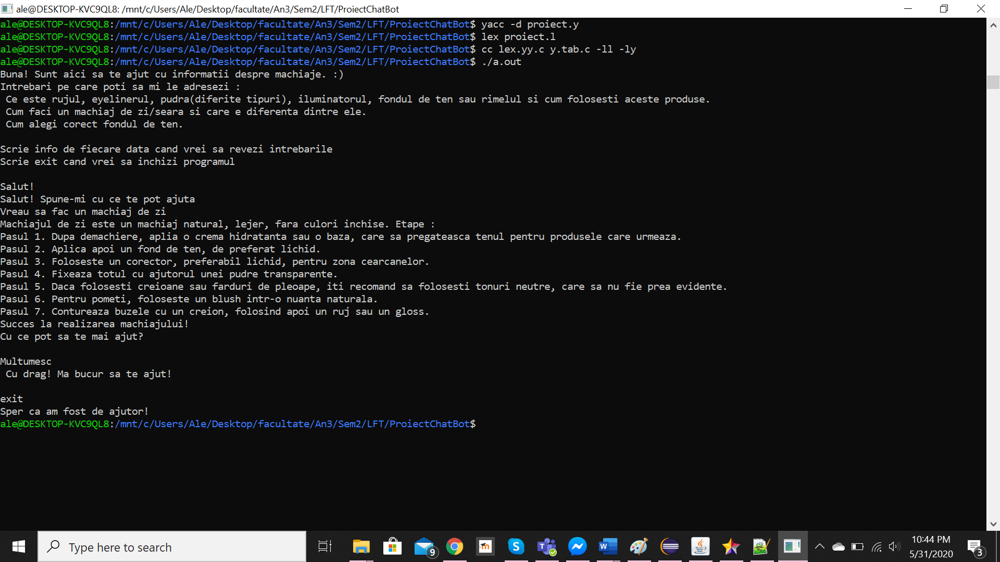 ale@DESKTOP-KVC9QL8: /mnt/c/Users/Ale/Desktop/facultate/An3/Sem2/LFT/ProiectChatBot
ale@DESKTOP-KVC9QL8:/mnt/c/Users/Ale/Desktop/facultate/An3/Sem2/LFT/ProiectChatBot$ yacc -d proiect.y
ale@DESKTOP-KVC9QL8:/mnt/c/Users/Ale/Desktop/facultate/An3/Sem2/LFT/ProiectChatBot$ lex proiect.l
ale@DESKTOP-KVC9QL8:/mnt/c/Users/Ale/Desktop/facultate/An3/Sem2/LFT/ProiectChatBot$ cc lex.yy.c y.tab.c -ll -ly
ale@DESKTOP-KVC9QL8:/mnt/c/Users/Ale/Desktop/facultate/An3/Sem2/LFT/ProiectChatBot$ ./a.out
Buna! Sunt aici sa te ajut cu informatii despre machiaje. :)
Intrebari pe care poti sa mi le adresezi :
Ce este rujul, eyelinerul, pudra(diferite tipuri), iluminatorul, fondul de ten sau rimelul si cum folosesti aceste produse.
Cum faci un machiaj de zi/seara si care e diferenta dintre ele.
Cum alegi corect fondul de ten.
Scrie info de fiecare data cand vrei sa revezi intrebarile
Scrie exit cand vrei sa inchizi programul
Salut!
Salut! Spune-mi cu ce te pot ajuta
Vreau sa fac un machiaj de zi
Machiajul de zi este un machiaj natural, lejer, fara culori inchise. Etape :
Pasul 1. Dupa demachiere, aplia o crema hidratanta sau o baza, care sa pregateasca tenul pentru produsele care urmeaza.
Pasul 2. Aplica apoi un fond de ten, de preferat lichid.
Pasul 3. Foloseste un corector, preferabil lichid, pentru zona cearcanelor.
Pasul 4. Fixeaza totul cu ajutorul unei pudre transparente.
Pasul 5. Daca folosesti creioane sau farduri de pleoape, iti recomand sa folosesti tonuri neutre, care sa nu fie prea evidente.
Pasul 6. Pentru pometi, foloseste un blush intr-o nuanta naturala.
Pasul 7. Contureaza buzele cu un creion, folosind apoi un ruj sau un gloss.
Succes la realizarea machiajului!
Cu ce pot sa te mai ajut?
Multumesc
Cu drag! Ma bucur sa te ajut!
exit
Sper ca am fost de ajutor!
ale@DESKTOP-KVC9QL8:/mnt/c/Users/Ale/Desktop/facultate/An3/Sem2/LFT/ProiectChatBot$
Type here to search
9
10:44 PM
5/31/2020
3